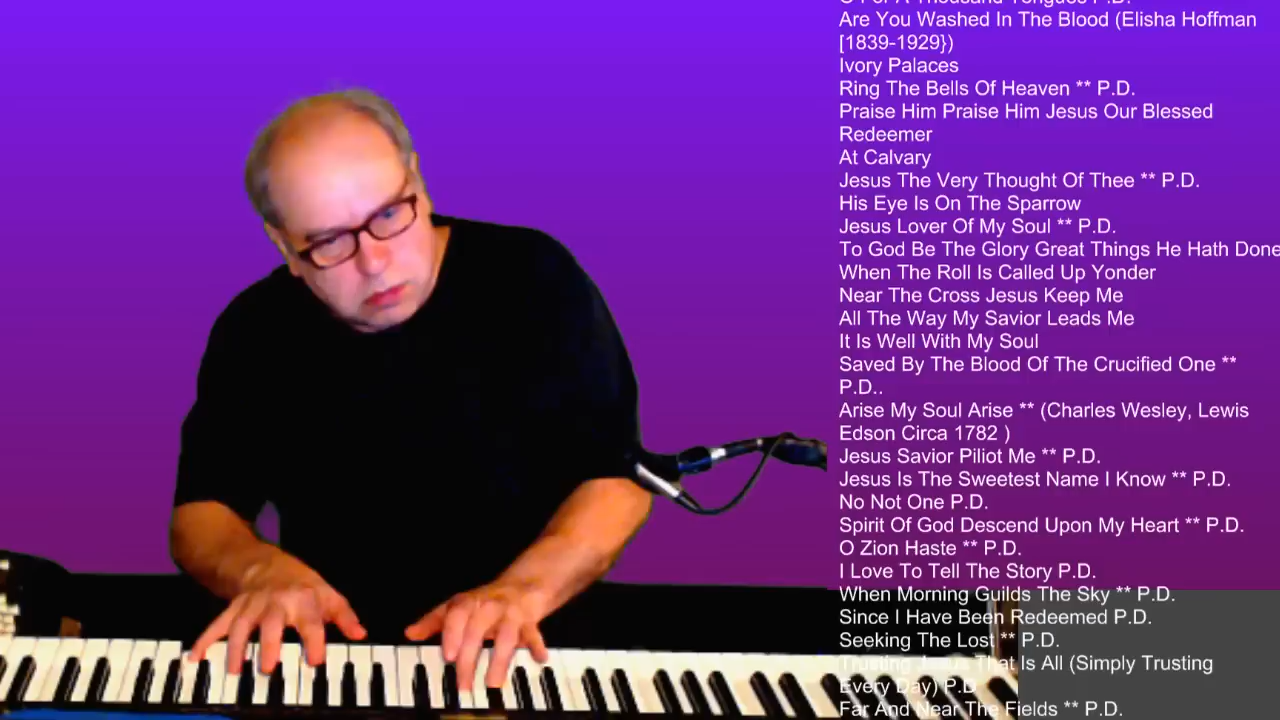 O For A Thousand Tongues P.D.
Are You Washed In The Blood (Elisha Hoffman
[1839-1929})
Ivory Palaces
Ring The Bells Of Heaven ** P.D.
Praise Him Praise Him Jesus Our Blessed
Redeemer
At Calvary
Jesus The Very Thought Of Thee ** P.D.
His Eye Is On The Sparrow
Jesus Lover Of My Soul ** P.D.
To God Be The Glory Great Things He Hath Done
When The Roll Is Called Up Yonder
Near The Cross Jesus Keep Me
All The Way My Savior Leads Me
It Is Well With My Soul
Saved By The Blood Of The Crucified One **
P.D..
Arise My Soul Arise ** (Charles Wesley, Lewis
Edson Circa 1782 )
Jesus Savior Piliot Me ** P.D.
Jesus Is The Sweetest Name I Know ** P.D.
No Not One P.D.
Spirit Of God Descend Upon My Heart ** P.D.
O Zion Haste ** P.D.
I Love To Tell The Story P.D.
When Morning Guilds The Sky ** P.D.
Since I Have Been Redeemed P.D.
Seeking The Lost ** P.D.
Trusting Jesus That Is All (Simply Trusting
Every Day) P.D
Far And Near The Fields ** P.D.